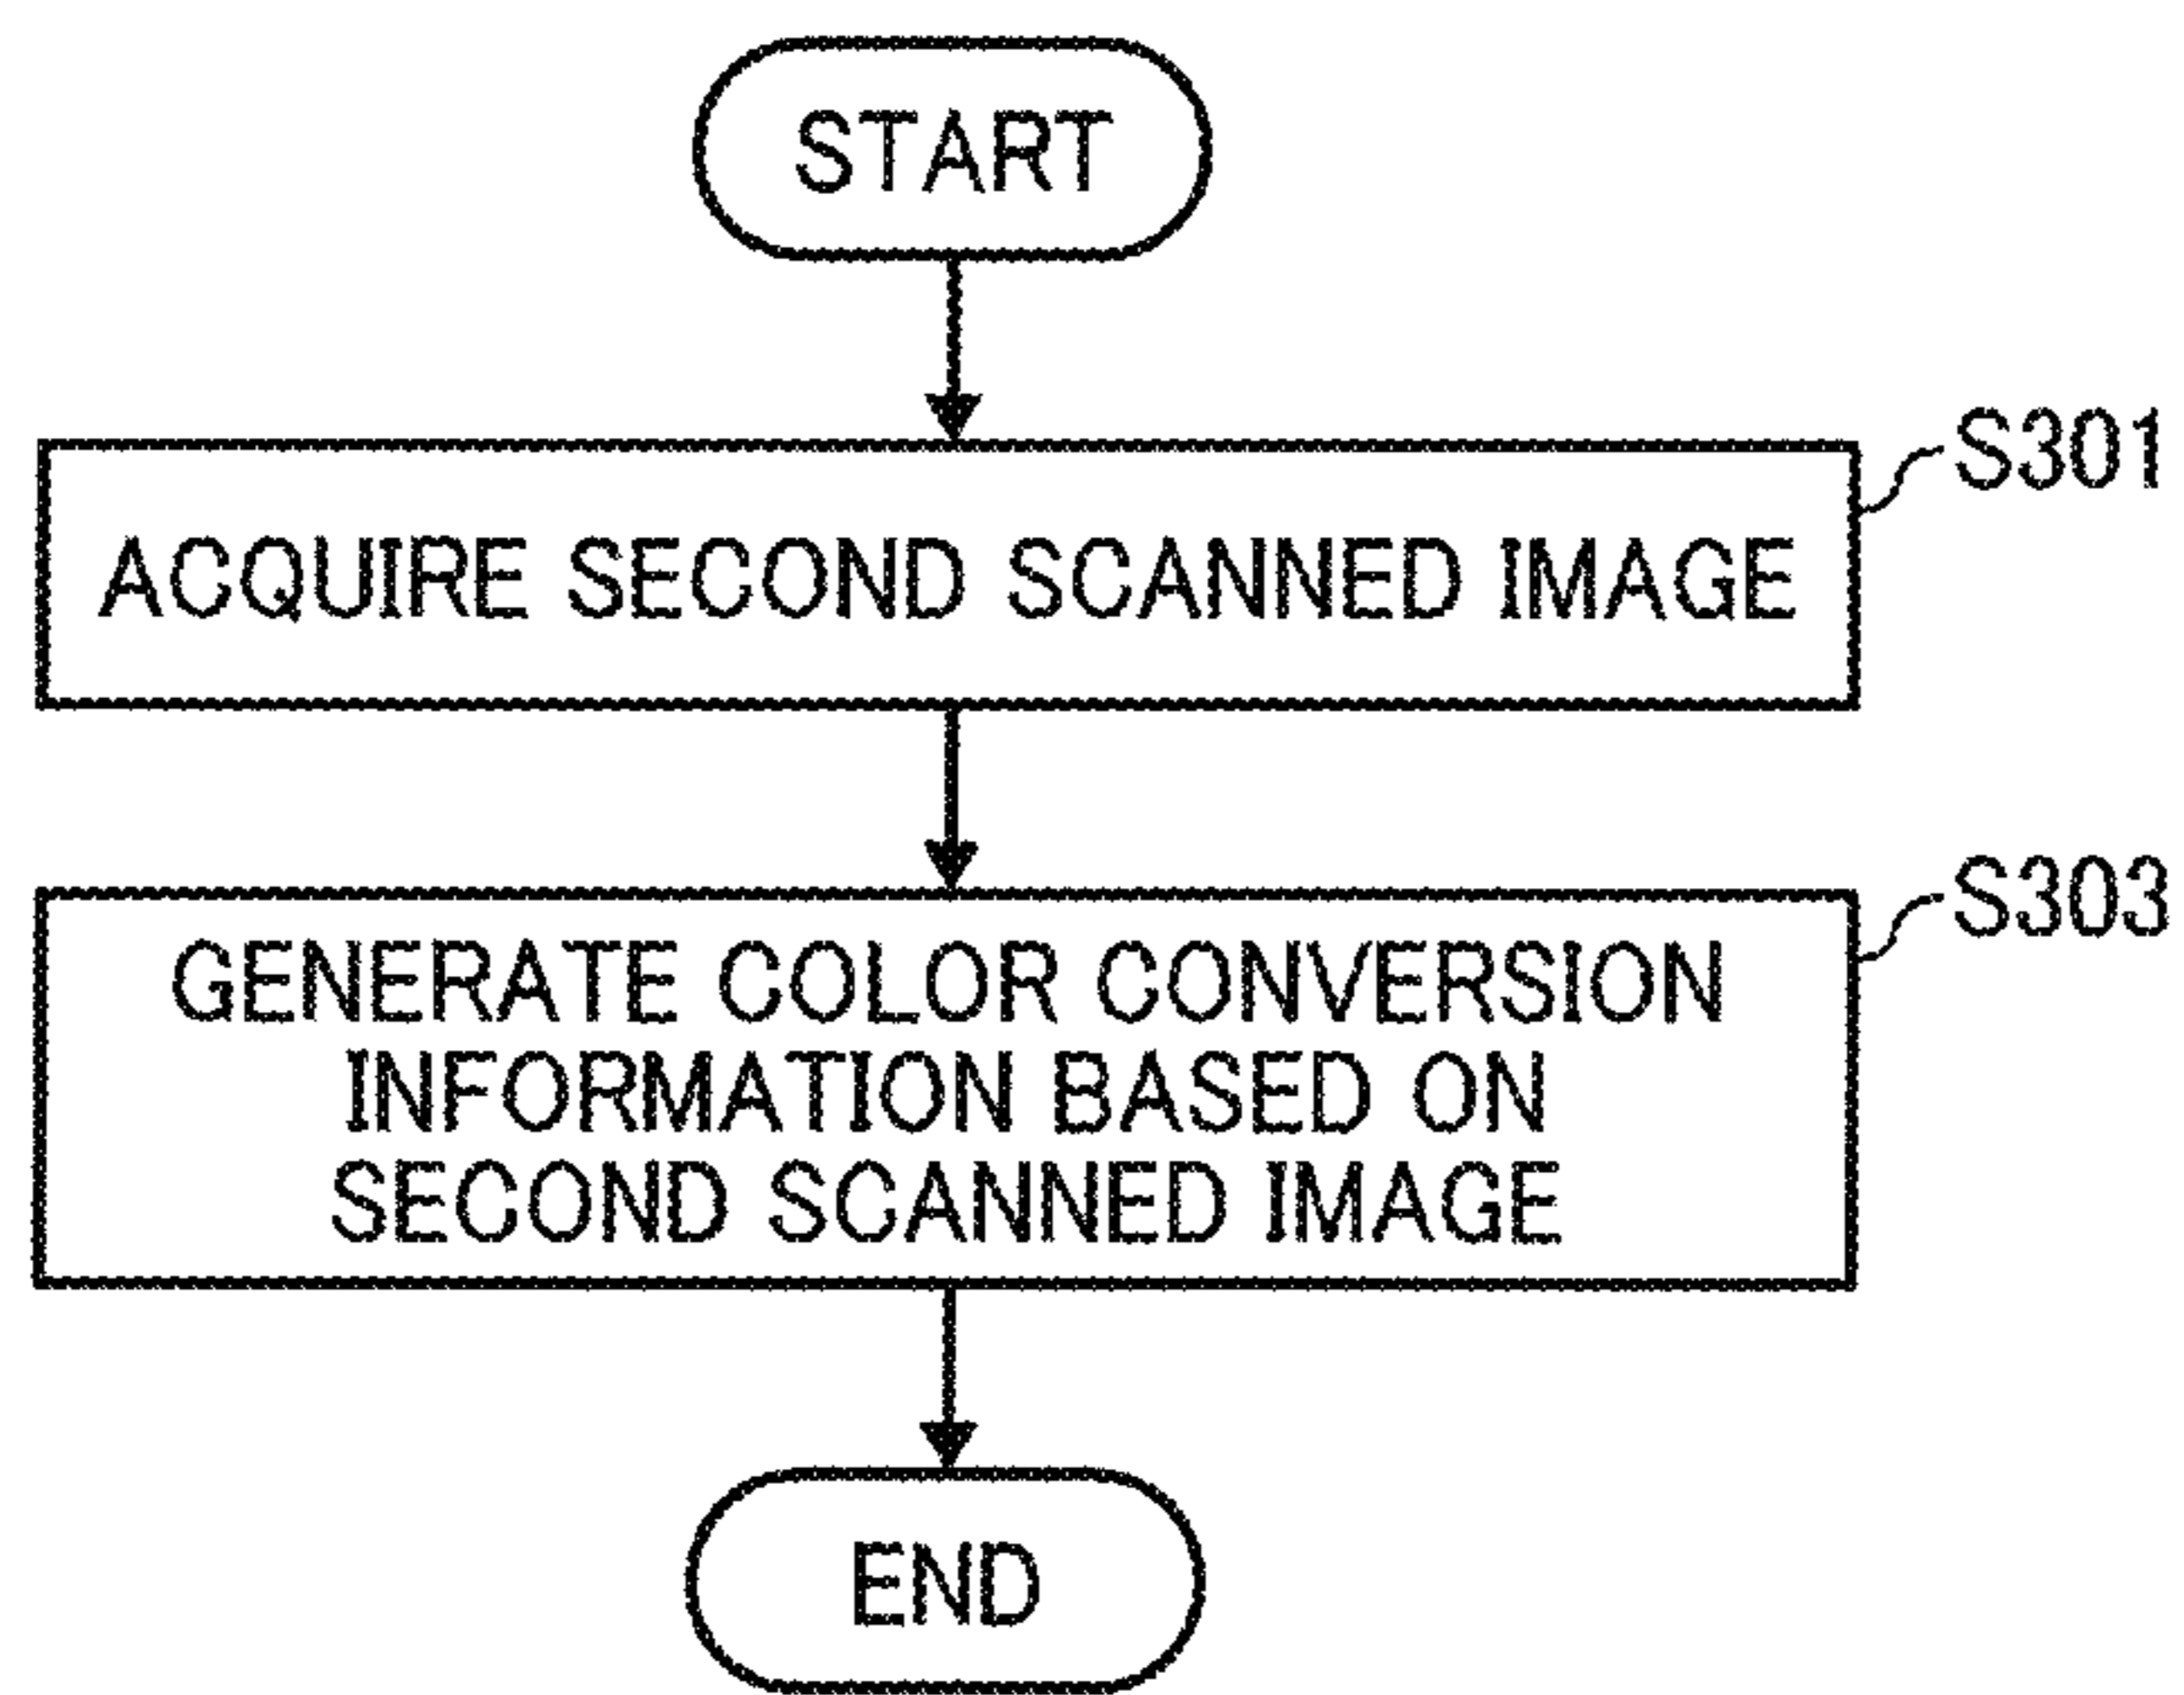 START
S301
ACQUIRE SECOND SCANNED IMAGE
S303
GENERATE COLOR CONVERSION
INFORMATION BASED ON
SECOND SCANNED IMAGE
END